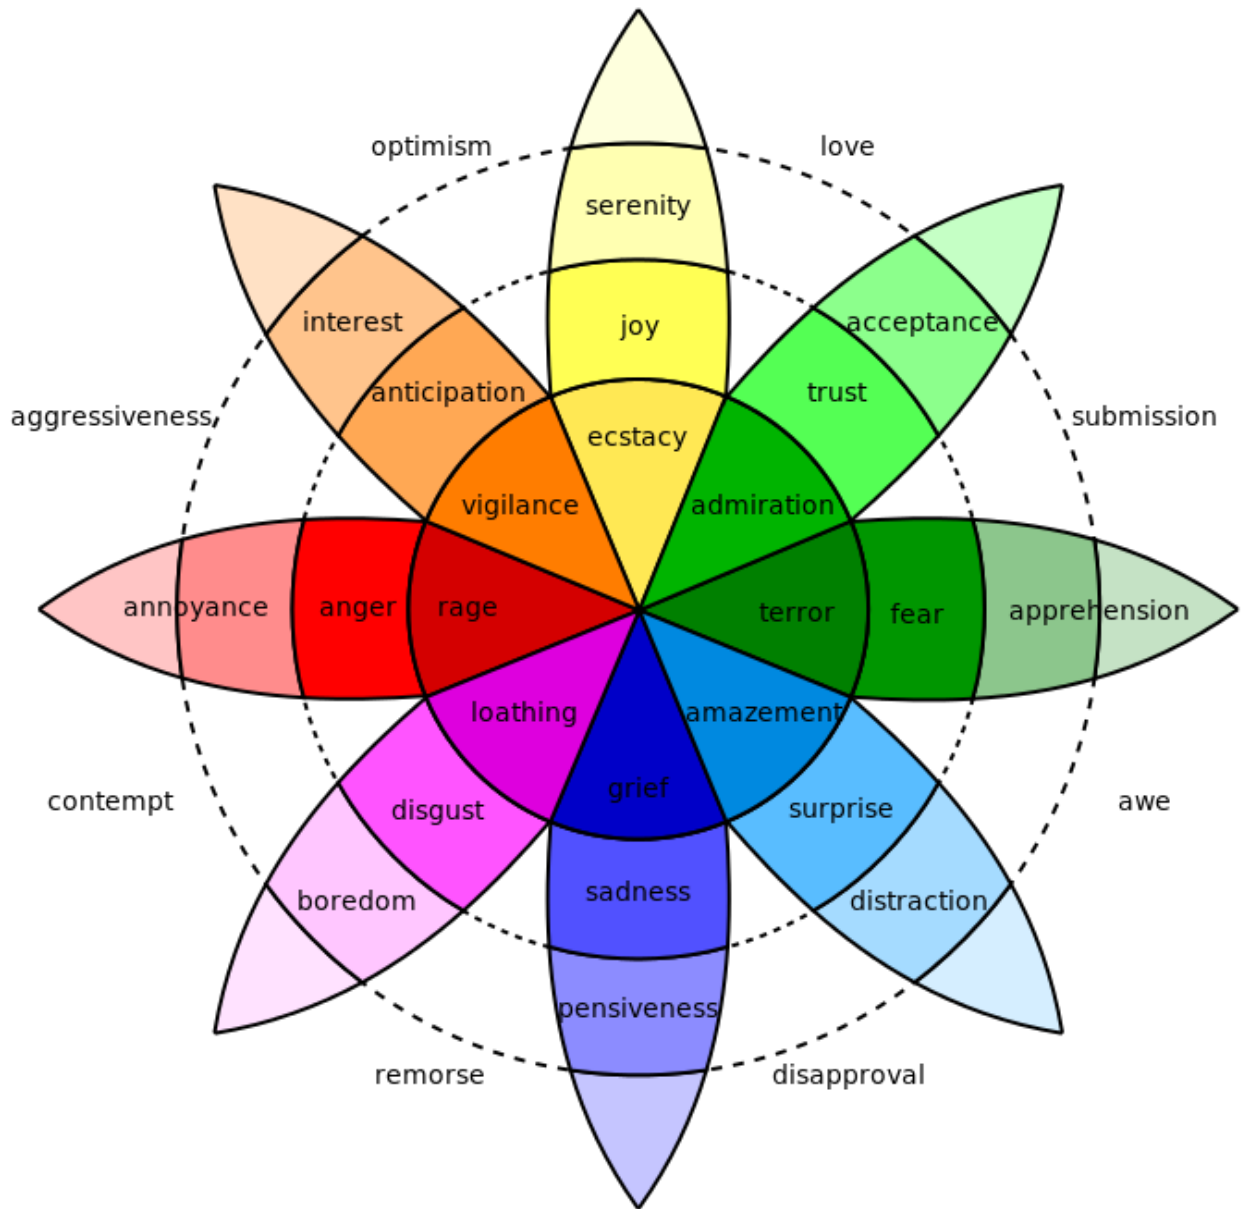 optimism
love
serenity
interest
joy
acceptance
anticipation
trust
aggressiveness
submission
ecstacy
vigilance
admiration
annoyance
anger
rage
terror
fear
apprehension
loathing
amazement
contempt
grief
awe
disgust
surprise
sadness
boredom
distraction
pensiveness
remorse
disapproval